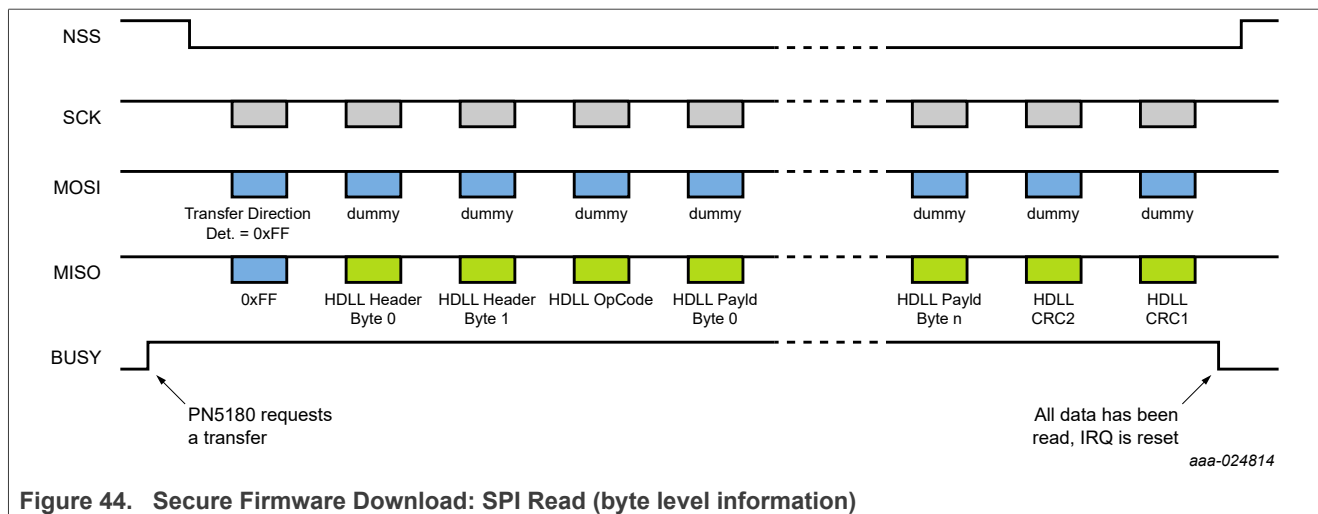 NSS
SCK
MOSI
Transfer Direction
Det. = 0xFF
dummy
dummy
dummy
dummy
dummy
dummy
dummy
MISO
0xFF
HDLL Header
Byte 0
HDLL Header
Byte 1
HDLL OpCode
HDLL Payld
Byte 0
HDLL Payld
Byte n
HDLL
CRC2
HDLL
CRC1
BUSY
PN5180 requests
a transfer
All data has been
read, IRQ is reset
aaa-024814
Figure 44. Secure Firmware Download: SPI Read (byte level information)